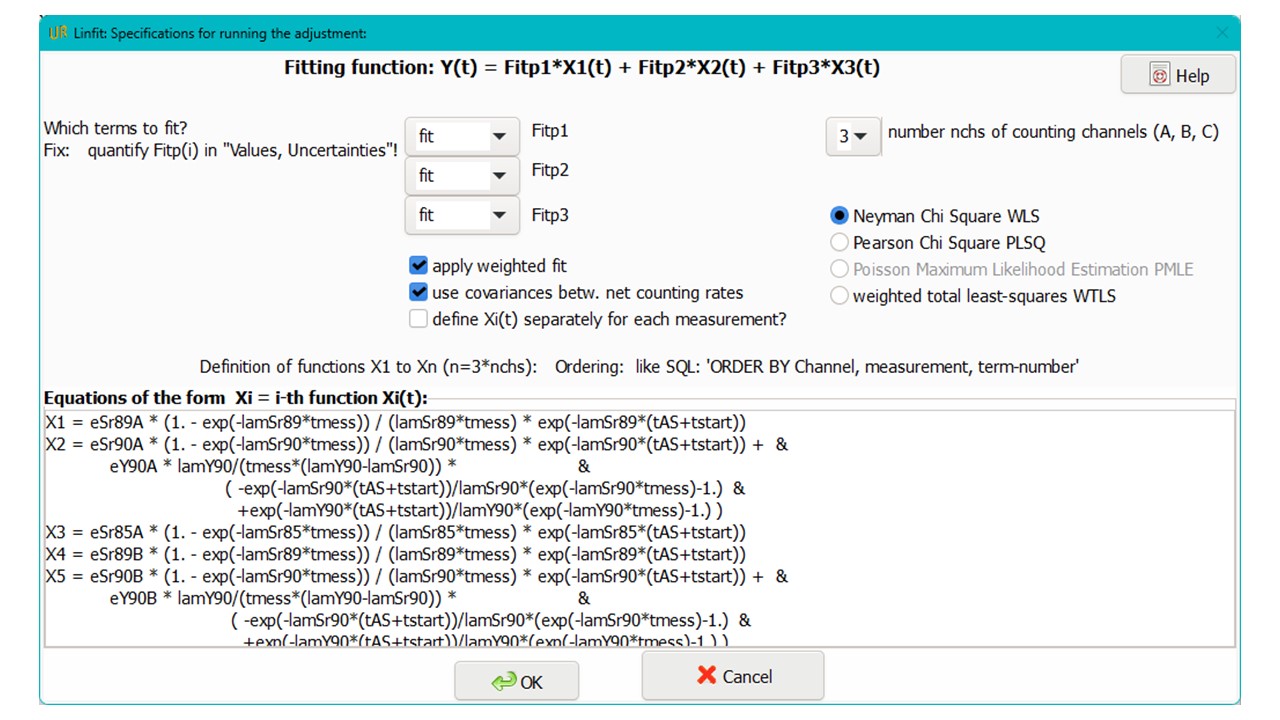 UR Linfit: Specifications for running the adjustment:
Fitting function: Y(t) = Fitp1*X1(t) + Fitp2*X2(t) + Fitp3*X3(t)
Help
Which terms to fit?
Fix: quantify Fitp(i) in "Values, Uncertainties"!
fit Fitp1
fit Fitp2
fit Fitp3
3 number nchs of counting channels (A, B, C)
Neyman Chi Square WLS
Pearson Chi Square PLSQ
Poisson Maximum Likelihood Estimation PMLE
weighted total least-squares WTLS
apply weighted fit
use covariances betw. net counting rates
define Xi(t) separately for each measurement?
Definition of functions X1 to Xn (n=3*nchs): Ordering: like SQL: 'ORDER BY Channel, measurement, term-number'
Equations of the form Xi = i-th function Xi(t):
X1 = eSr89A * (1. - exp(-lamSr89*tmess)) / (lamSr89*tmess) * exp(-lamSr89*(tAS+tstart))
X2 = eSr90A * (1. - exp(-lamSr90*tmess)) / (lamSr90*tmess) * exp(-lamSr90*(tAS+tstart)) + &
eY90A * lamY90/(tmess*(lamY90-lamSr90)) * &
( -exp(-lamSr90*(tAS+tstart))/lamSr90*(exp(-lamSr90*tmess)-1.) &
+exp(-lamY90*(tAS+tstart))/lamY90*(exp(-lamY90*tmess)-1.) )
X3 = eSr85A * (1. - exp(-lamSr85*tmess)) / (lamSr85*tmess) * exp(-lamSr85*(tAS+tstart))
X4 = eSr89B * (1. - exp(-lamSr89*tmess)) / (lamSr89*tmess) * exp(-lamSr89*(tAS+tstart))
X5 = eSr90B * (1. - exp(-lamSr90*tmess)) / (lamSr90*tmess) * exp(-lamSr90*(tAS+tstart)) + &
eY90B * lamY90/(tmess*(lamY90-lamSr90)) * &
( -exp(-lamSr90*(tAS+tstart))/lamSr90*(exp(-lamSr90*tmess)-1.) &
+exp(-lamY90*(tAS+tstart))/lamY90*(exp(-lamY90*tmess)-1.) )
OK
Cancel